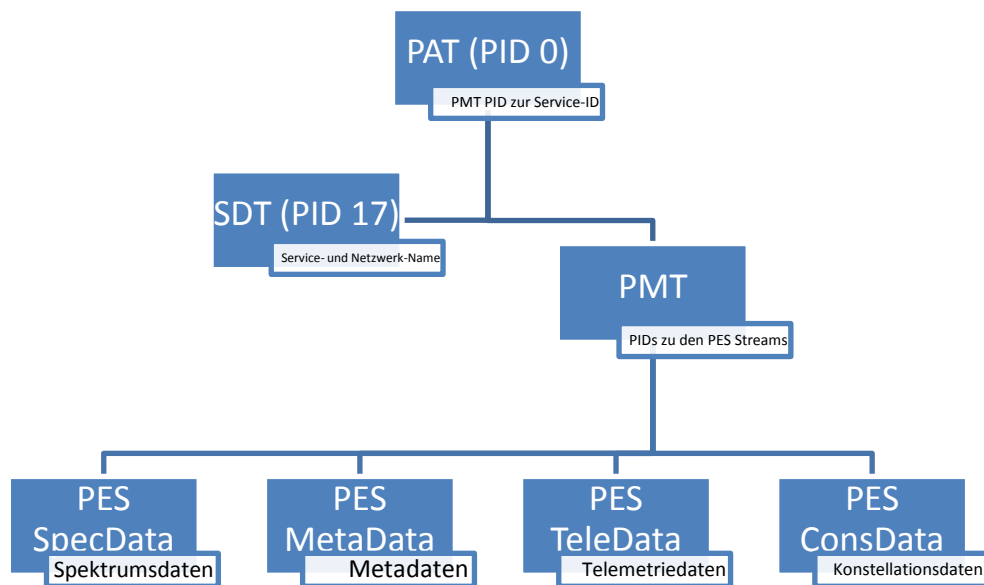 PAT (PID 0)
PMT PID zur Service-ID
SDT (PID 17)
Service- und Netzwerk-Name
PMT
PIDs zu den PES Streams
PES
SpecData
Spektrumsdaten
PES
MetaData
Metadaten
PES
TeleData
Telemetriedaten
PES
ConsData
Konstellationsdaten